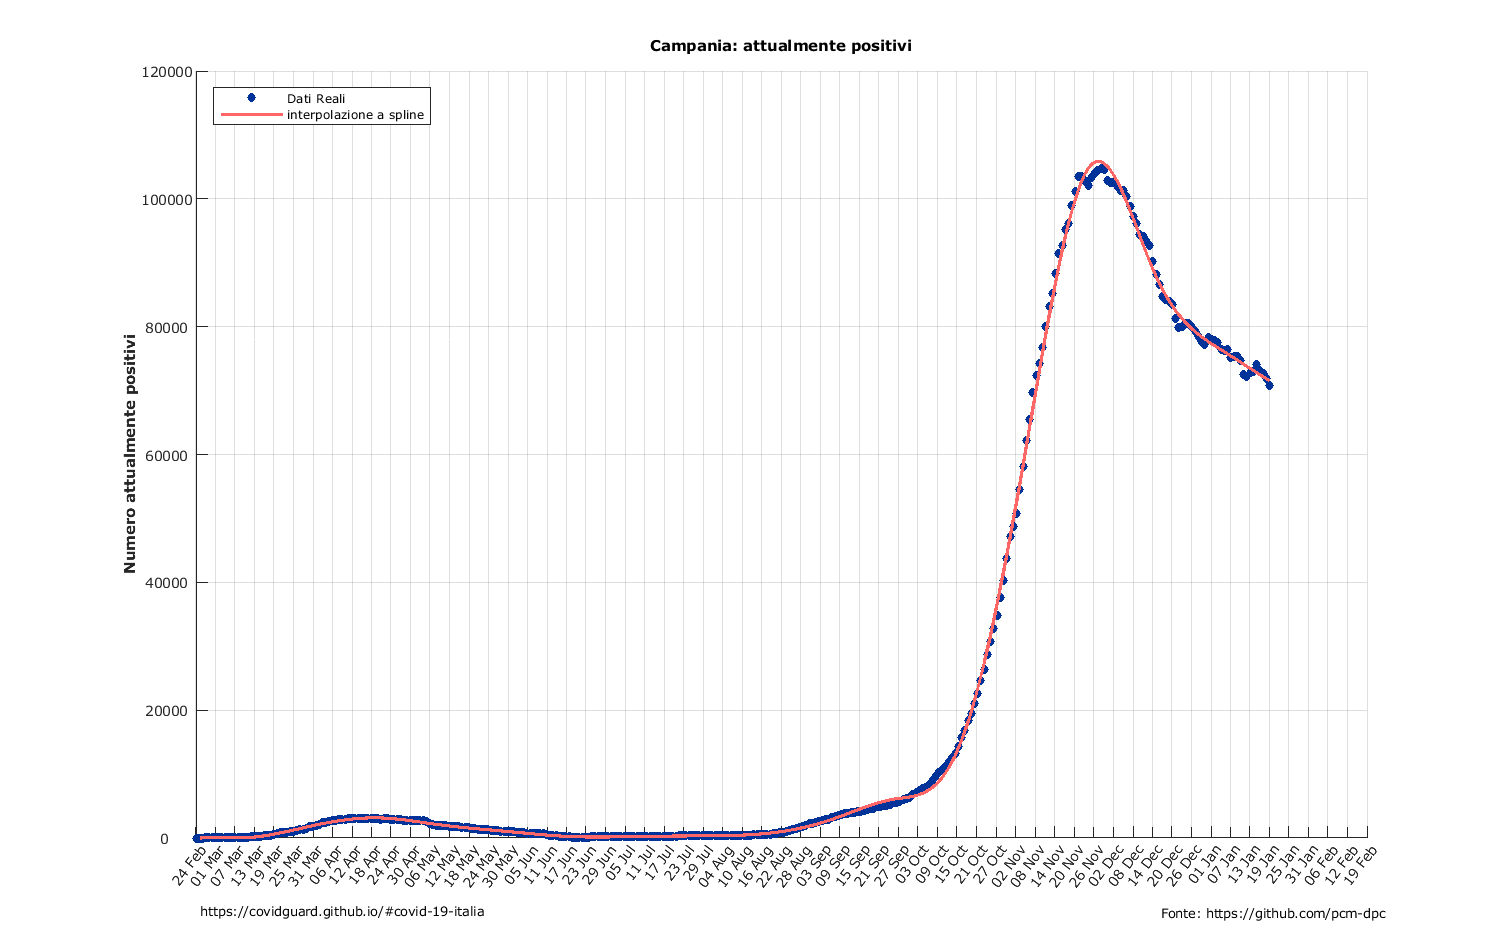 Campania: attualmente positivi
120000
100000
80000
60000
40000
20000
0
Numero attualmente positivi
Dati Reali
interpolazione a spline
24 Feb
01 Mar
07 Mar
13 Mar
19 Mar
25 Mar
31 Mar
06 Apr
12 Apr
18 Apr
24 Apr
30 Apr
06 May
12 May
18 May
24 May
30 May
05 Jun
11 Jun
17 Jun
23 Jun
29 Jun
05 Jul
11 Jul
17 Jul
23 Jul
29 Jul
04 Aug
10 Aug
16 Aug
22 Aug
28 Aug
03 Sep
09 Sep
15 Sep
21 Sep
27 Sep
03 Oct
09 Oct
15 Oct
21 Oct
27 Oct
02 Nov
08 Nov
14 Nov
20 Nov
26 Nov
02 Dec
08 Dec
14 Dec
20 Dec
26 Dec
01 Jan
07 Jan
13 Jan
19 Jan
25 Jan
31 Jan
06 Feb
12 Feb
https://covidguard.github.io/#covid-19-italia
Fonte: https://github.com/pcm-dpc